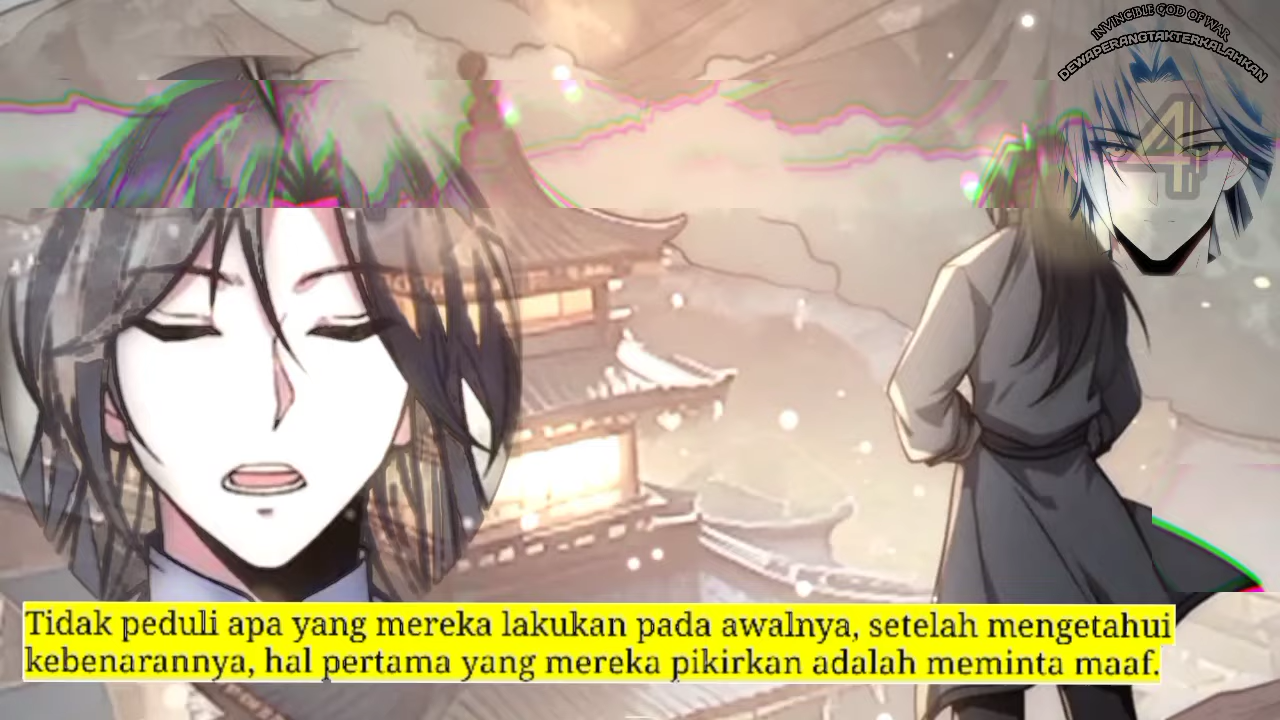 INVINCIBLE GOD OF WAR
DEWAPERANGTAKTERKALAHKAN
4
Tidak peduli apa yang mereka lakukan pada awalnya, setelah mengetahui
kebenarannya, hal pertama yang mereka pikirkan adalah meminta maaf.